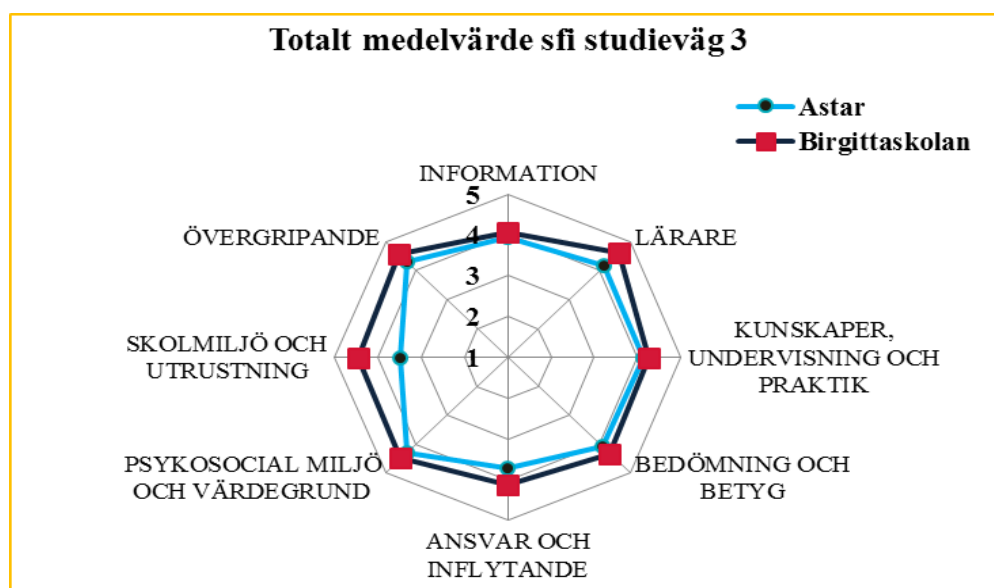 Totalt medelvärde sfi studieväg 3
Astar
Birgittaskolan
INFORMATION
5
4
3
2
1
LÄRARE
KUNSKAPER,
UNDERVISNING OCH
PRAKTIK
BEDÖMNING OCH
BETYG
ANSVAR OCH
INFLYTANDE
PSYKOSOCIAL MILJÖ
OCH VÄRDEGRUND
SKOLMILJÖ OCH
UTRUSTNING
ÖVERGRIPANDE